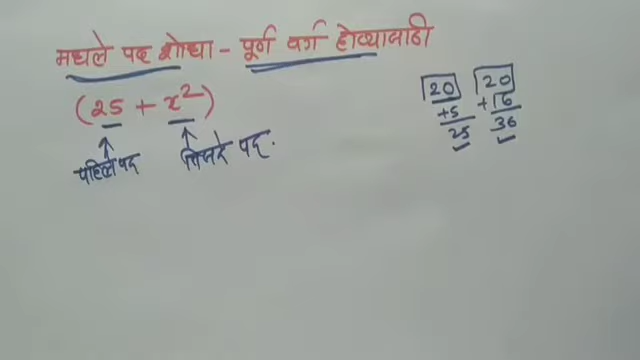 मधले पद शोधा - पूर्ण वर्ग होण्यासाठी
(25 + x²)
पहिले पद तिसरे पद.
20 20
+5 +16
25 36